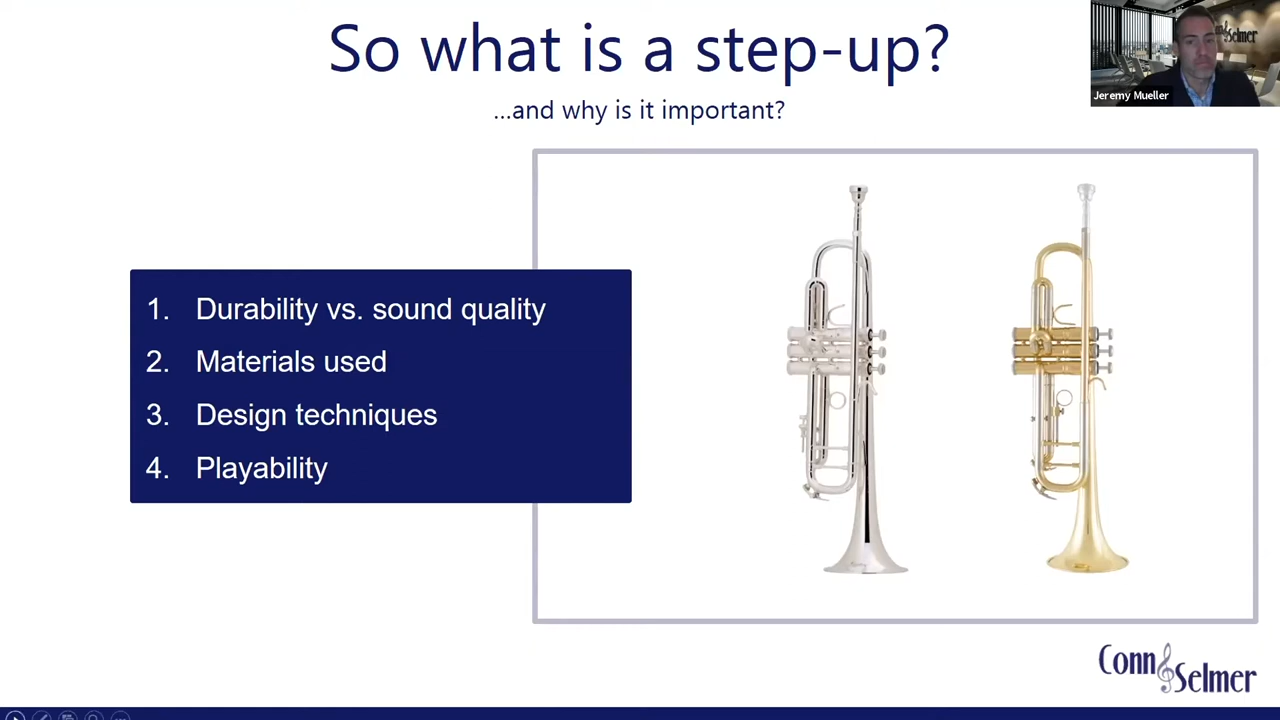 So what is a step-up?
...and why is it important?
Jeremy Mueller
1. Durability vs. sound quality
2. Materials used
3. Design techniques
4. Playability
Conn Selmer